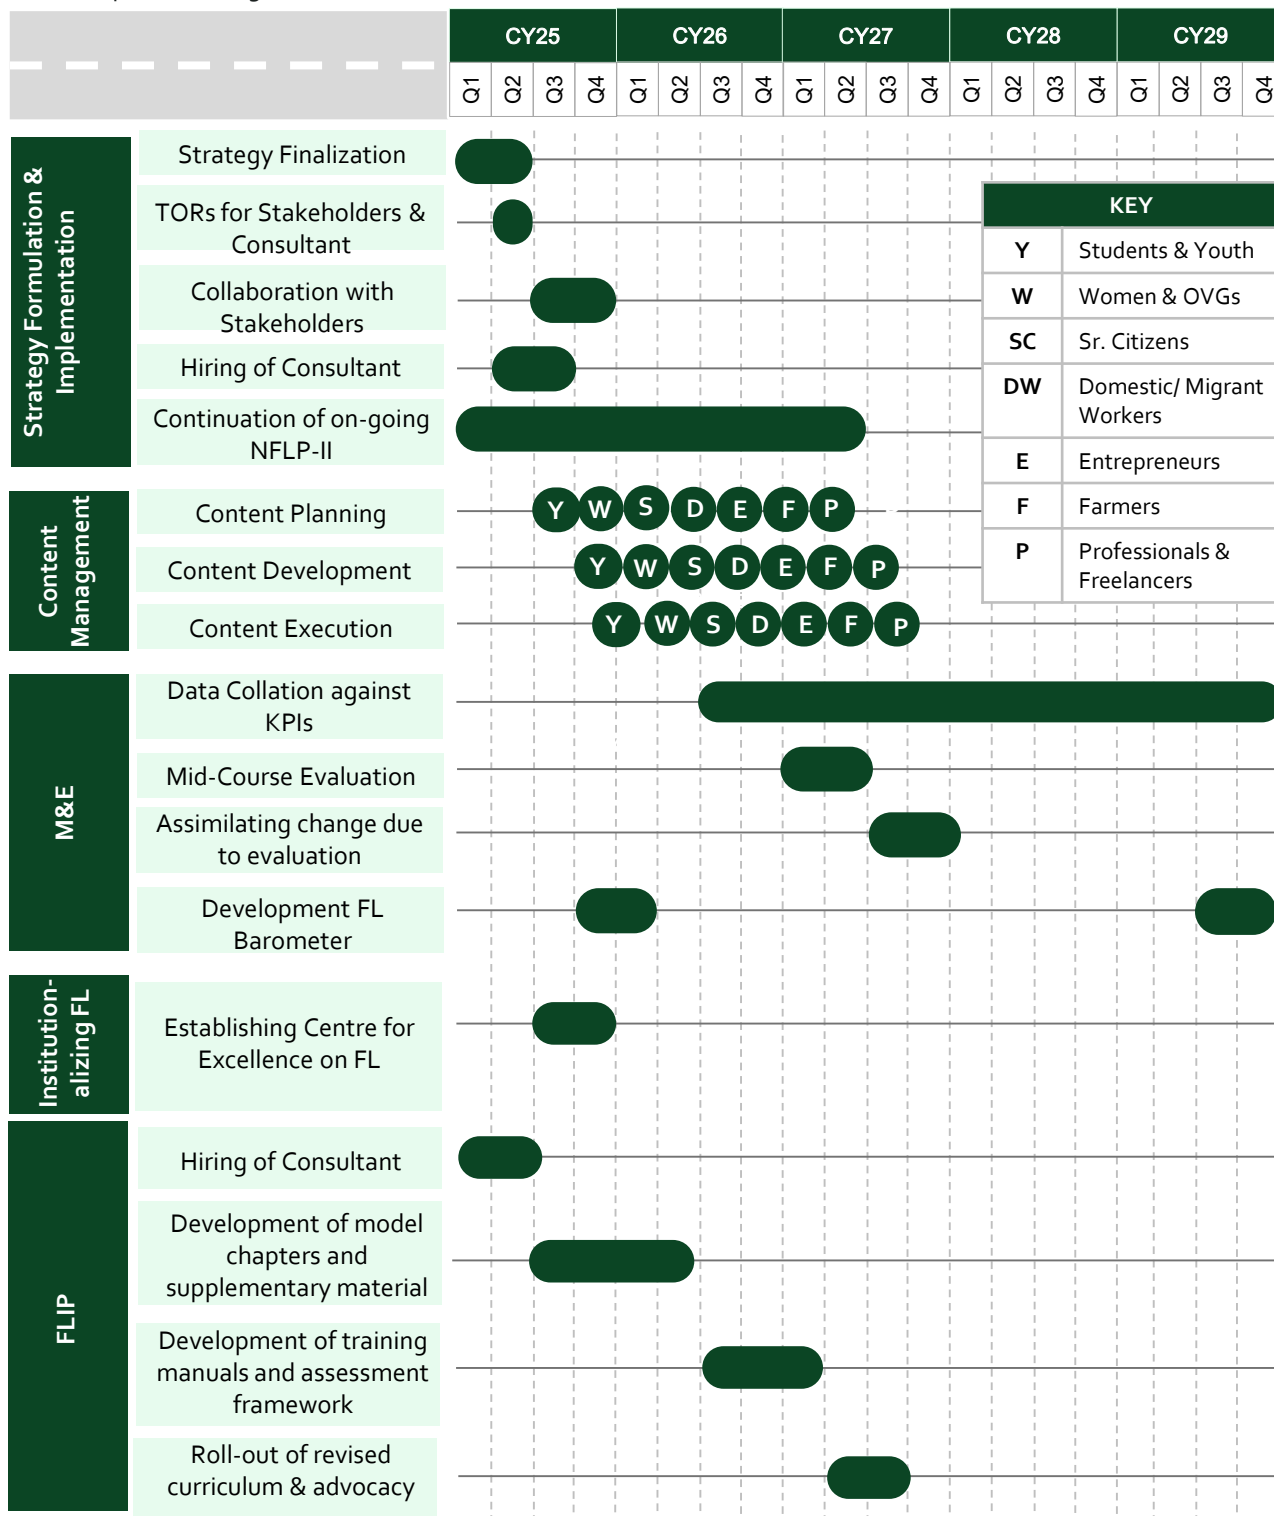 CY25 CY26 CY27 CY28 CY29
Q1 Q2 Q3 Q4 Q1 Q2 Q3 Q4 Q1 Q2 Q3 Q4 Q1 Q2 Q3 Q4 Q1 Q2 Q3 Q4
Strategy Formulation &
Implementation
Strategy Finalization
TORs for Stakeholders &
Consultant
Collaboration with
Stakeholders
Hiring of Consultant
Continuation of on-going
NFLP-II
KEY
Y Students & Youth
W Women & OVGs
SC Sr. Citizens
DW Domestic/ Migrant
Workers
E Entrepreneurs
F Farmers
P Professionals &
Freelancers
Content
Management
Content Planning
Y W S D E F P
Content Development
Y W S D E F P
Content Execution
Y W S D E F P
M&E
Data Collation against
KPIs
Mid-Course Evaluation
Assimilating change due
to evaluation
Development FL
Barometer
Institution-
alizing FL
Establishing Centre for
Excellence on FL
FLIP
Hiring of Consultant
Development of model
chapters and
supplementary material
Development of training
manuals and assessment
framework
Roll-out of revised
curriculum & advocacy